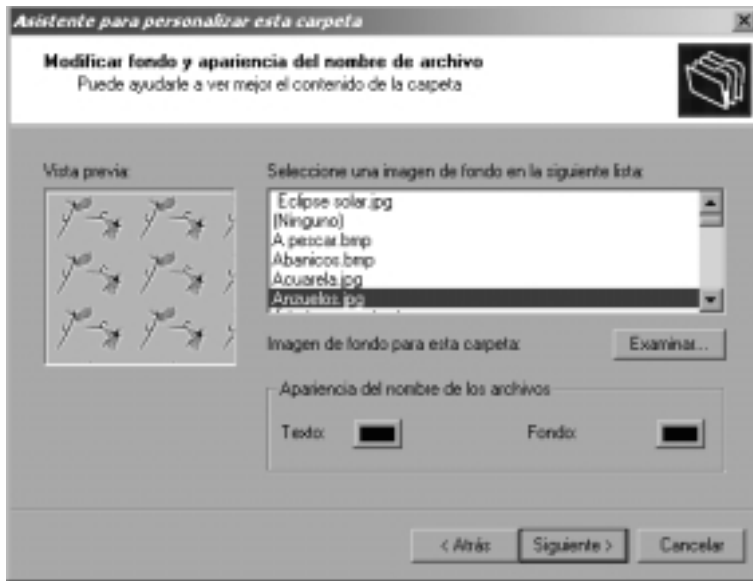 Asistente para personalizar esta carpeta
Modificar fondo y apariencia del nombre de archivo
Puede ayudarle a ver mejor el contenido de la carpeta
Vista previa:
Seleccione una imagen de fondo en la siguiente lista:
Eclipse solar.jpg
(Ninguno)
A pescar.bmp
Abanicos.bmp
Acuarela.jpg
Anzuelos.jpg
Imagen de fondo para esta carpeta:
Examinar...
Apariencia del nombre de los archivos
Texto:
Fondo:
< Atrás
Siguiente >
Cancelar